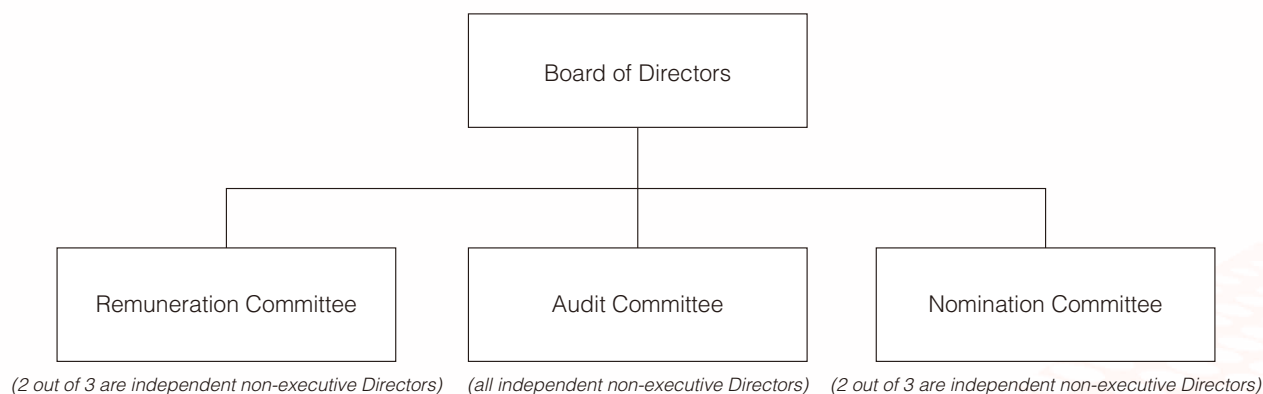 Board of Directors
Remuneration Committee
Audit Committee
Nomination Committee
(2 out of 3 are independent non-executive Directors)
(all independent non-executive Directors)
(2 out of 3 are independent non-executive Directors)